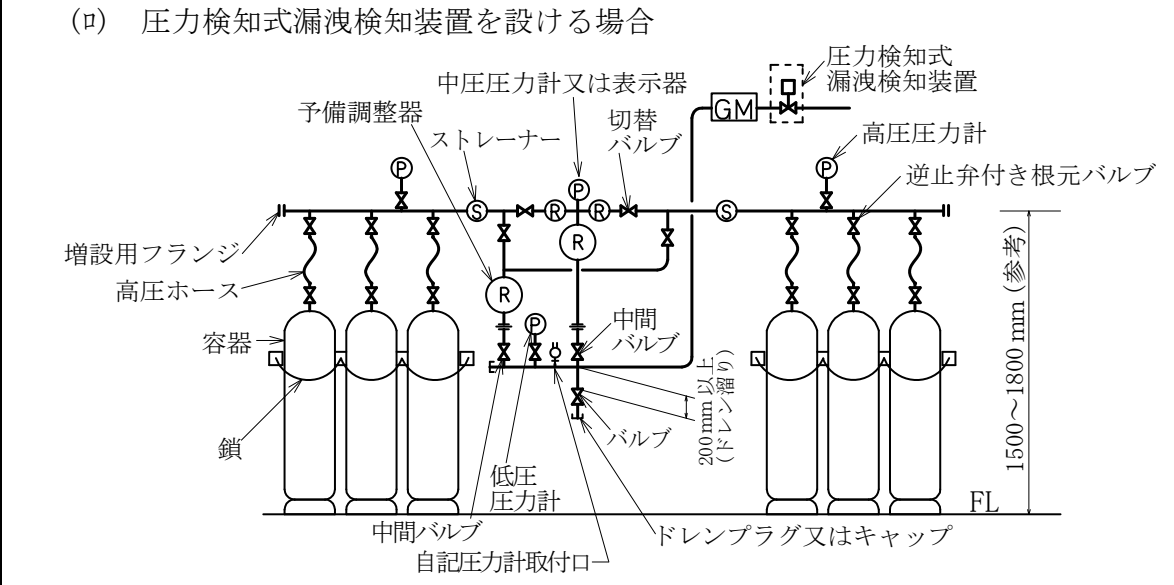 (ロ) 圧力検知式漏洩検知装置を設ける場合
圧力検知式
漏洩検知装置
中圧圧力計又は表示器
予備調整器
ストレーナー
切替
バルブ
GM
高圧圧力計
逆止弁付き根元バルブ
P
P
P
S
R
R
S
R
増設用フランジ
高圧ホース
R
P
中間
バルブ
容器
鎖
200mm 以上
(ドレン溜り)
1500～1800 mm (参考)
バルブ
低圧
圧力計
FL
中間バルブ
ドレンプラグ又はキャップ
自記圧力計取付口